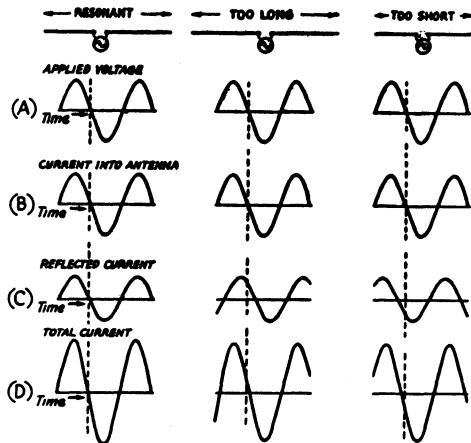 RESONANT TOO LONG TOO SHORT
APPLIED VOLTAGE
(A) Time
CURRENT INTO ANTENNA
(B) Time
REFLECTED CURRENT
(C) Time
TOTAL CURRENT
(D) Time